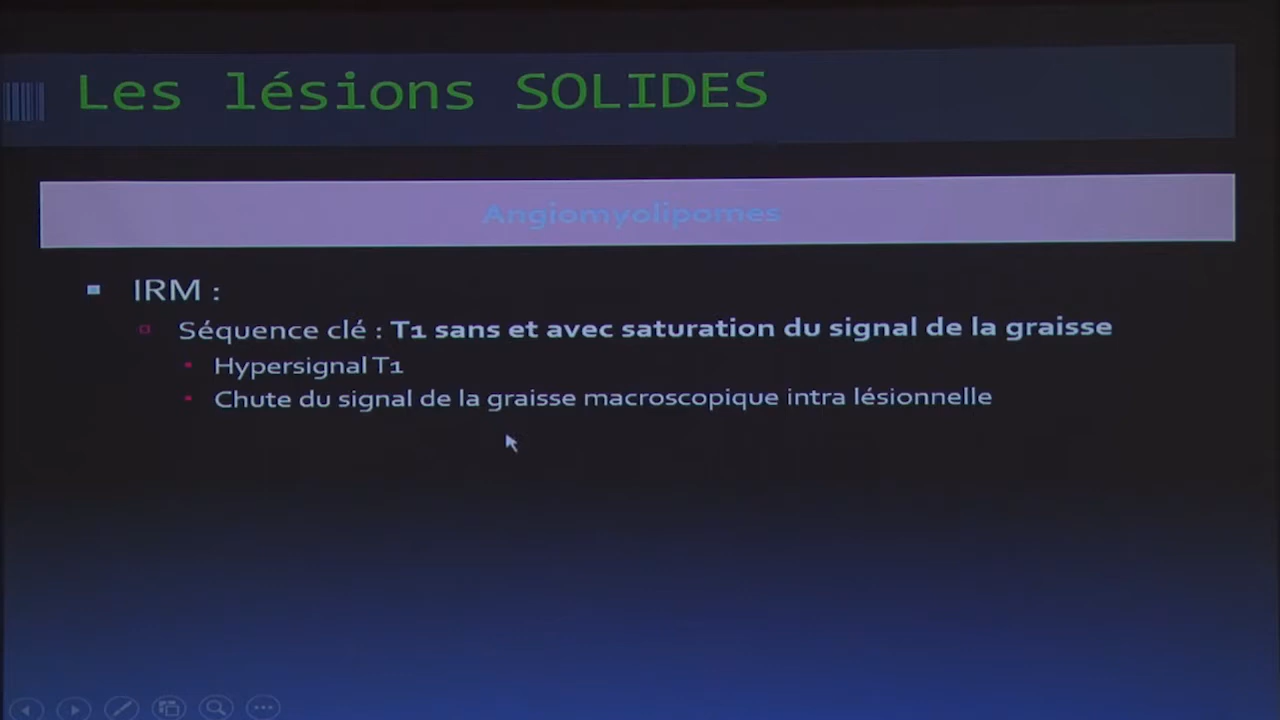 Les lésions SOLIDES
Angiomyolipomes
IRM :
Séquence clé : T1 sans et avec saturation du signal de la graisse
Hypersignal T1
Chute du signal de la graisse macroscopique intra lésionnelle